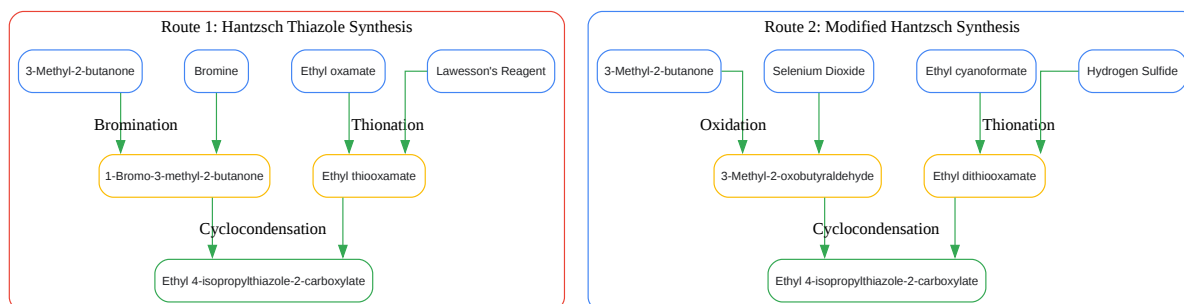 Route 1: Hantzsch Thiazole Synthesis
3-Methyl-2-butanone
Bromine
Ethyl oxamate
Lawesson's Reagent
Bromination
Thionation
1-Bromo-3-methyl-2-butanone
Ethyl thiooxamate
Cyclocondensation
Ethyl 4-isopropylthiazole-2-carboxylate
Route 2: Modified Hantzsch Synthesis
3-Methyl-2-butanone
Selenium Dioxide
Ethyl cyanoformate
Hydrogen Sulfide
Oxidation
Thionation
3-Methyl-2-oxobutyraldehyde
Ethyl dithiooxamate
Cyclocondensation
Ethyl 4-isopropylthiazole-2-carboxylate